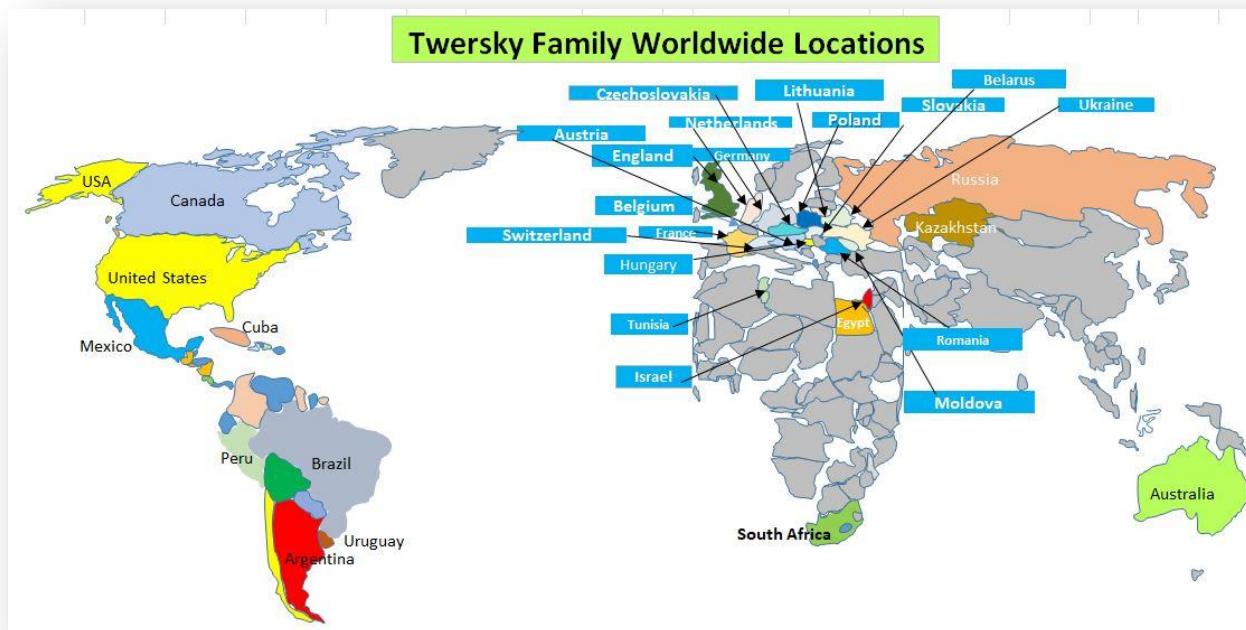 Twersky Family Worldwide Locations
Belarus
Czechoslovakia
Lithuania
Slovakia
Ukraine
Netherlands
Poland
Austria
England
Germany
USA
Russia
Canada
Belgium
Kazakhstan
Switzerland
France
Hungary
United States
Tunisia
Egypt
Cuba
Mexico
Romania
Israel
Moldova
Peru
Brazil
Australia
South Africa
Uruguay
Argentina